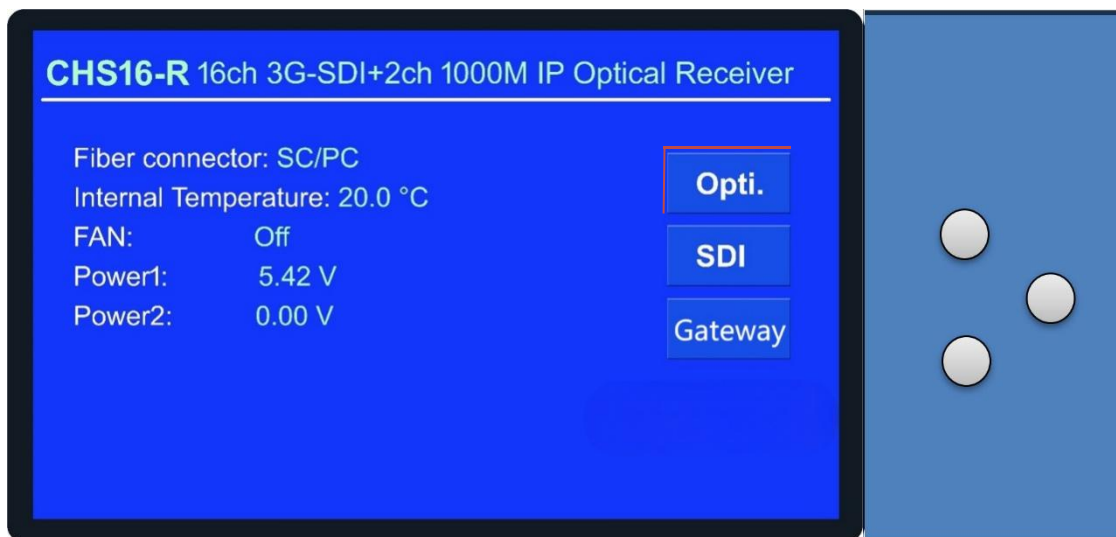 CHS16-R 16ch 3G-SDI+2ch 1000M IP Optical Receiver
Fiber connector: SC/PC
Internal Temperature: 20.0 °C
FAN: Off
Power1: 5.42 V
Power2: 0.00 V
Opti.
SDI
Gateway